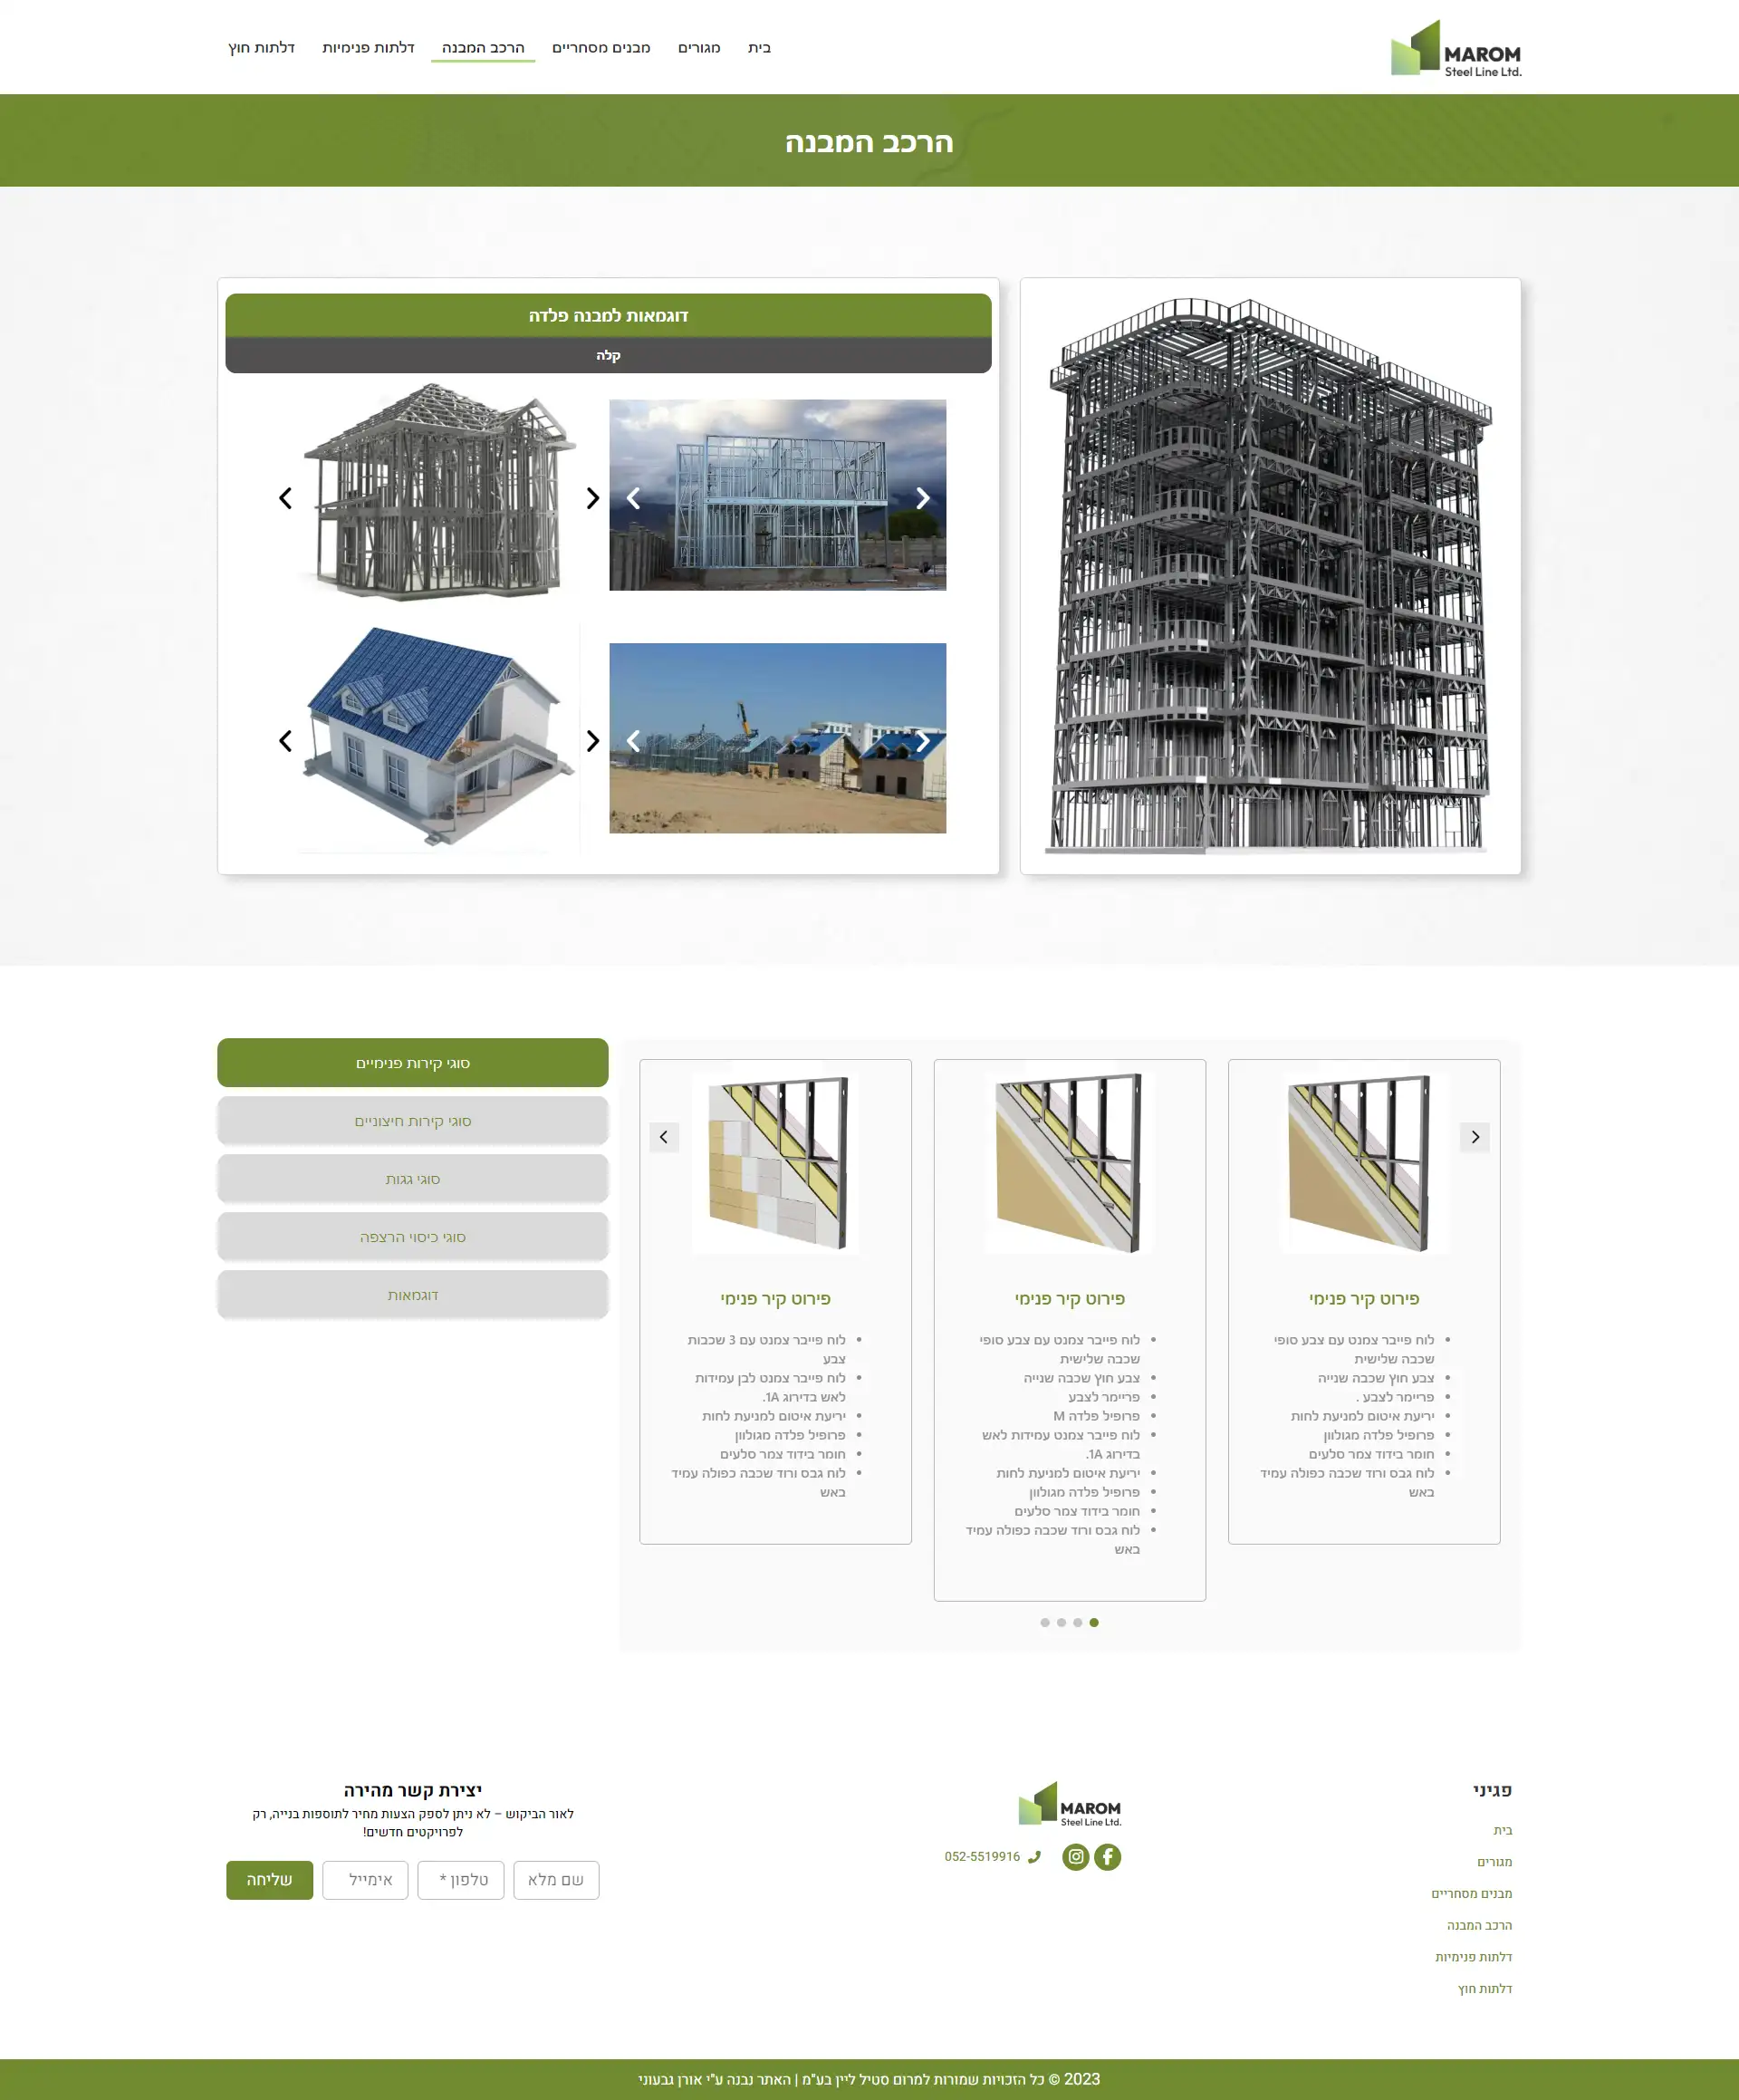 MAROM
Steel Line Ltd.
בית
מגורים
מבנים מסחריים
הרכב המבנה
דלתות פנימיות
דלתות חוץ
הרכב המבנה
דוגמאות למבנה פלדה
קלה
סוגי קירות פנימיים
סוגי קירות חיצוניים
סוגי גגות
סוגי כיסוי הרצפה
דוגמאות
פירוט קיר פנימי
לוח פייבר צמנט עם צבע סופי
שכבה שלישית
צבע חוץ שכבה שנייה
פריימר לצבע .
יריעת איטום למניעת לחות
פרופיל פלדה מגולוון
חומר בידוד צמר סלעים
לוח גבס ורוד שכבה כפולה עמיד
באש
פירוט קיר פנימי
לוח פייבר צמנט עם צבע סופי
שכבה שלישית
צבע חוץ שכבה שנייה
פריימר לצבע
פרופיל פלדה M
לוח פייבר צמנט עמידות לאש
בדירוג 1A.
יריעת איטום למניעת לחות
פרופיל פלדה מגולוון
חומר בידוד צמר סלעים
לוח גבס ורוד שכבה כפולה עמיד
באש
פירוט קיר פנימי
לוח פייבר צמנט עם 3 שכבות
צבע
לוח פייבר צמנט לבן עמידות
לאש בדירוג 1A.
יריעת איטום למניעת לחות
פרופיל פלדה מגולוון
חומר בידוד צמר סלעים
לוח גבס ורוד שכבה כפולה עמיד
באש
פניני
בית
מגורים
מבנים מסחריים
הרכב המבנה
דלתות פנימיות
דלתות חוץ
MAROM
Steel Line Ltd.
052-5519916
יצירת קשר מהירה
לאור הביקוש – לא ניתן לספק הצעות מחיר לתוספות בנייה, רק
לפרויקטים חדשים!
שם מלא
טלפון *
אימייל
שליחה
2023 © כל הזכויות שמורות למרום סטיל ליין בע"מ | האתר נבנה ע"י אורן גבעוני